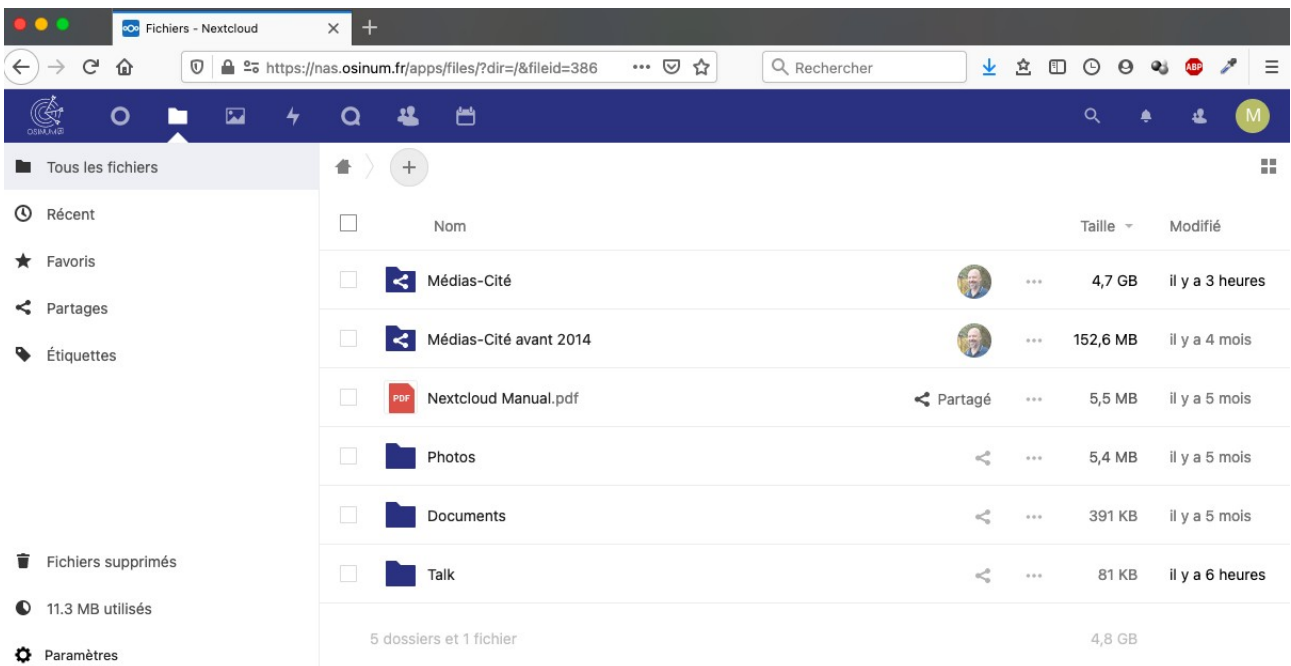 Fichiers - Nextcloud
https://nas.osinum.fr/apps/files/?dir=/&fileid=386
Rechercher
ABP
OSINUM
M
Tous les fichiers
Récent
Favoris
Partages
Étiquettes
Fichiers supprimés
11.3 MB utilisés
Paramètres
Nom Taille Modifié
Médias-Cité 4,7 GB il y a 3 heures
Médias-Cité avant 2014 152,6 MB il y a 4 mois
PDF Nextcloud Manual.pdf Partagé 5,5 MB il y a 5 mois
Photos 5,4 MB il y a 5 mois
Documents 391 KB il y a 5 mois
Talk 81 KB il y a 6 heures
5 dossiers et 1 fichier 4,8 GB